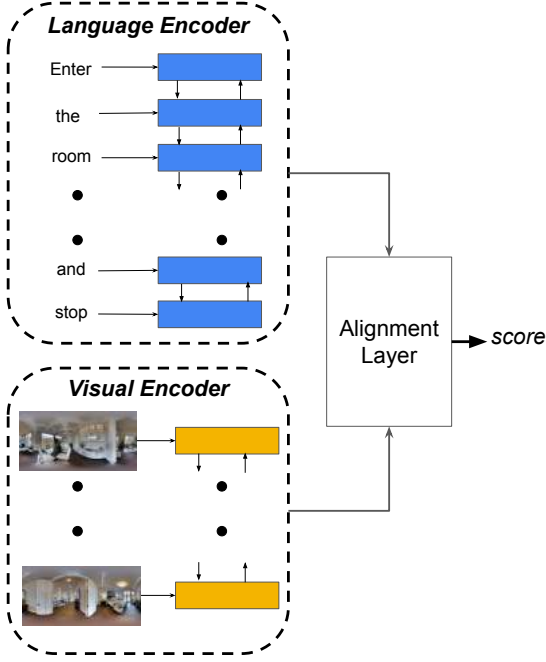 Language Encoder
Enter
the
room
and
stop
Alignment
Layer
score
Visual Encoder